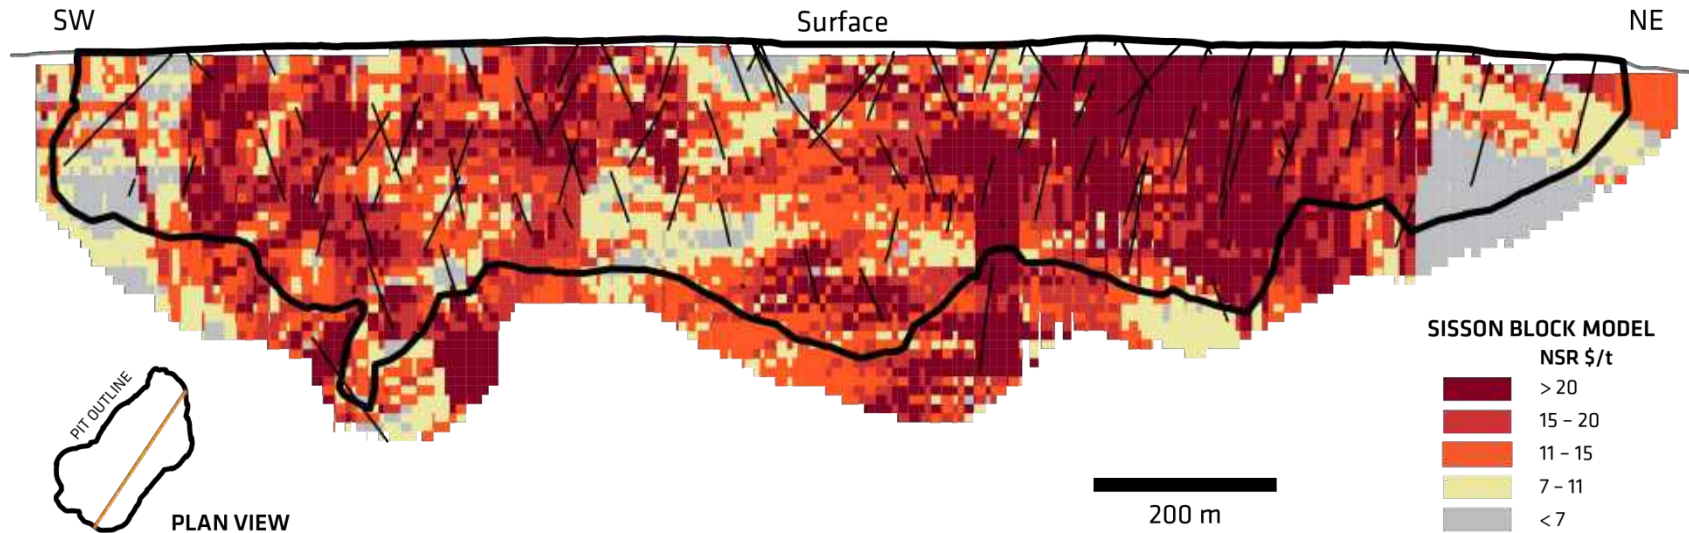 SW
Surface
NE
SISSON BLOCK MODEL
NSR $/t
> 20
15 – 20
11 – 15
7 – 11
< 7
200 m
PIT OUTLINE
PLAN VIEW